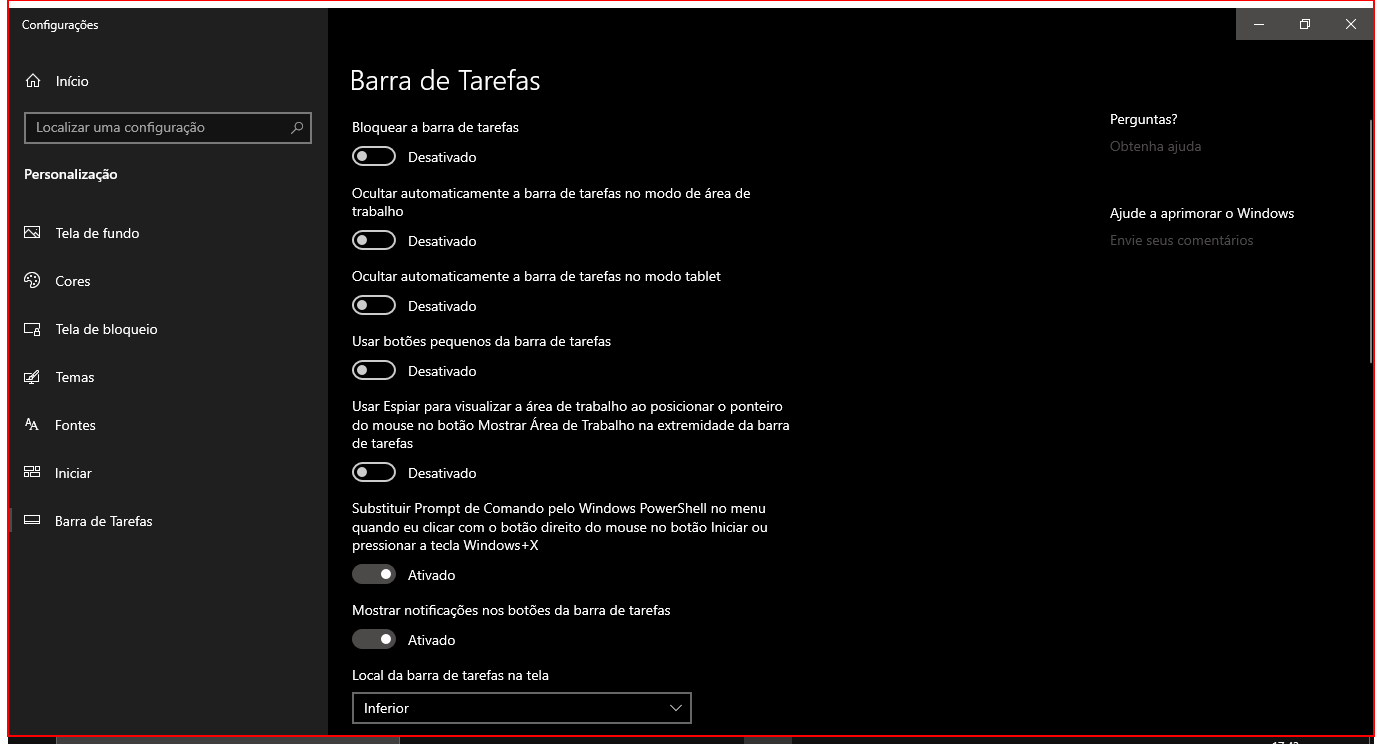 Configurações
Início
Localizar uma configuração
Personalização
Tela de fundo
Cores
Tela de bloqueio
Temas
Fontes
Iniciar
Barra de Tarefas
Barra de Tarefas
Bloquear a barra de tarefas
Desativado
Ocultar automaticamente a barra de tarefas no modo de área de
trabalho
Desativado
Ocultar automaticamente a barra de tarefas no modo tablet
Desativado
Usar botões pequenos da barra de tarefas
Desativado
Usar Espiar para visualizar a área de trabalho ao posicionar o ponteiro
do mouse no botão Mostrar Área de Trabalho na extremidade da barra
de tarefas
Desativado
Substituir Prompt de Comando pelo Windows PowerShell no menu
quando eu clicar com o botão direito do mouse no botão Iniciar ou
pressionar a tecla Windows+X
Ativado
Mostrar notificações nos botões da barra de tarefas
Ativado
Local da barra de tarefas na tela
Inferior
Perguntas?
Obtenha ajuda
Ajude a aprimorar o Windows
Envie seus comentários